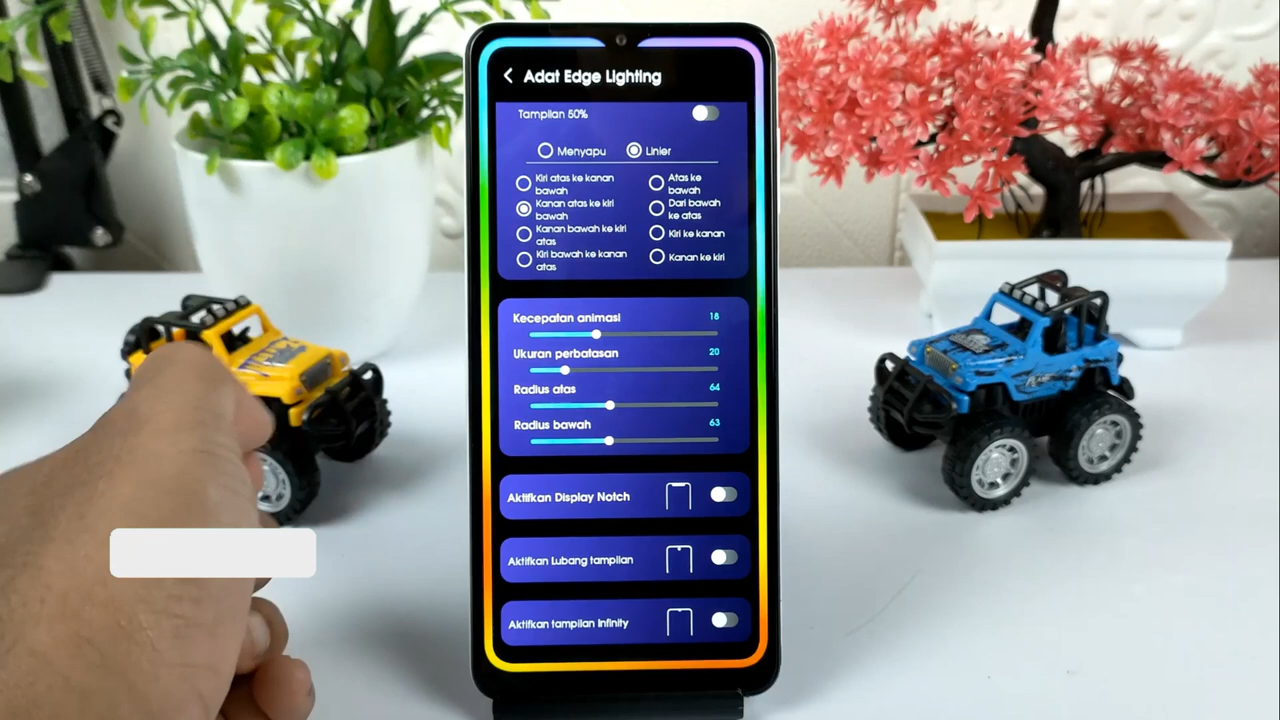 Adat Edge Lighting
Tampilan 50%
Menyapu
Linier
Kiri atas ke kanan
bawah
Atas ke
bawah
Kanan atas ke kiri
bawah
Dari bawah
ke atas
Kanan bawah ke kiri
atas
Kiri ke kanan
Kiri bawah ke kanan
atas
Kanan ke kiri
Kecepatan animasi 18
Ukuran perbatasan 20
Radius atas 64
Radius bawah 63
Aktifkan Display Notch
Aktifkan Lubang tampilan
Aktifkan tampilan Infinity